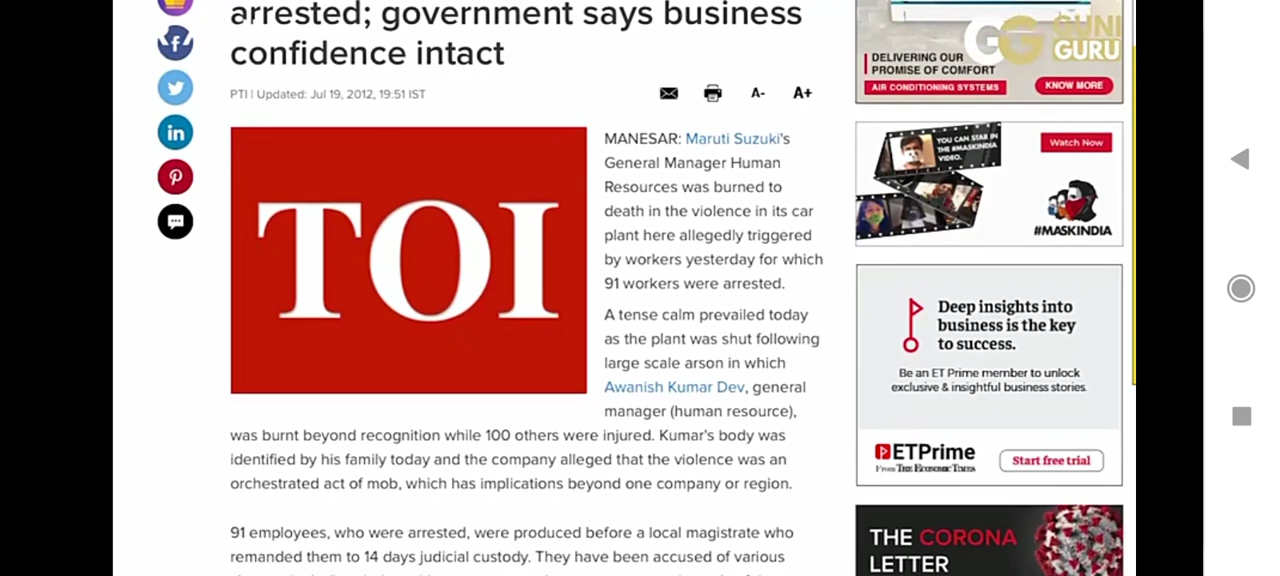 arrested; government says business
confidence intact
PTI | Updated: Jul 19, 2012, 19:51 IST
A- A+
TOI
MANESAR: Maruti Suzuki's
General Manager Human
Resources was burned to
death in the violence in its car
plant here allegedly triggered
by workers yesterday for which
91 workers were arrested.
A tense calm prevailed today
as the plant was shut following
large scale arson in which
Awanish Kumar Dev, general
manager (human resource),
was burnt beyond recognition while 100 others were injured. Kumar's body was
identified by his family today and the company alleged that the violence was an
orchestrated act of mob, which has implications beyond one company or region.
91 employees, who were arrested, were produced before a local magistrate who
remanded them to 14 days judicial custody. They have been accused of various
GG GUNI
GURU
DELIVERING OUR
PROMISE OF COMFORT
AIR CONDITIONING SYSTEMS
KNOW MORE
YOU CAN STAR IN
THE #MASKINDIA
VIDEO.
Watch Now
#MASKINDIA
Deep insights into
business is the key
to success.
Be an ET Prime member to unlock
exclusive & insightful business stories.
ETPrime
From THE ECONOMIC TIMES
Start free trial
THE CORONA
LETTER